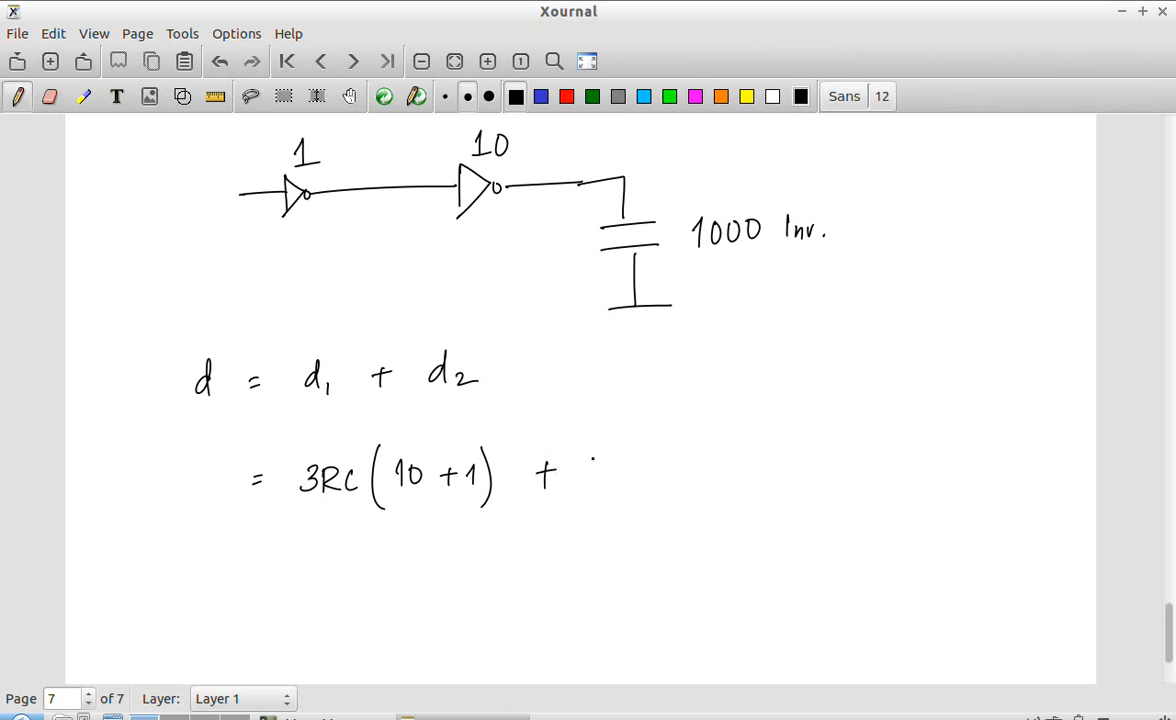 Xournal
File Edit View Page Tools Options Help
Sans 12
1 10
1000 Inv.
d = d₁ + d₂
= 3RC (10 + 1) +
Page 7 of 7 Layer: Layer 1